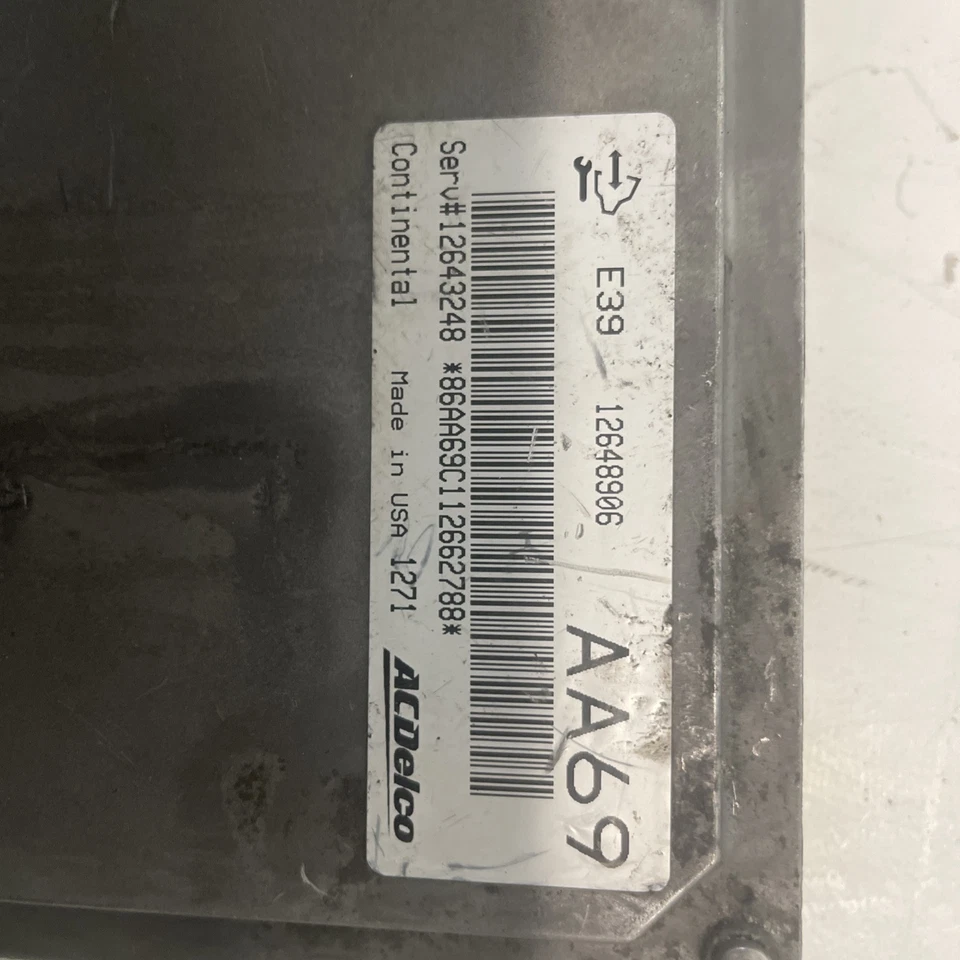 E39 12648906 AA69
Serv#12643248 *86AA69C112662788*
Continental Made in USA 1271 ACDelco